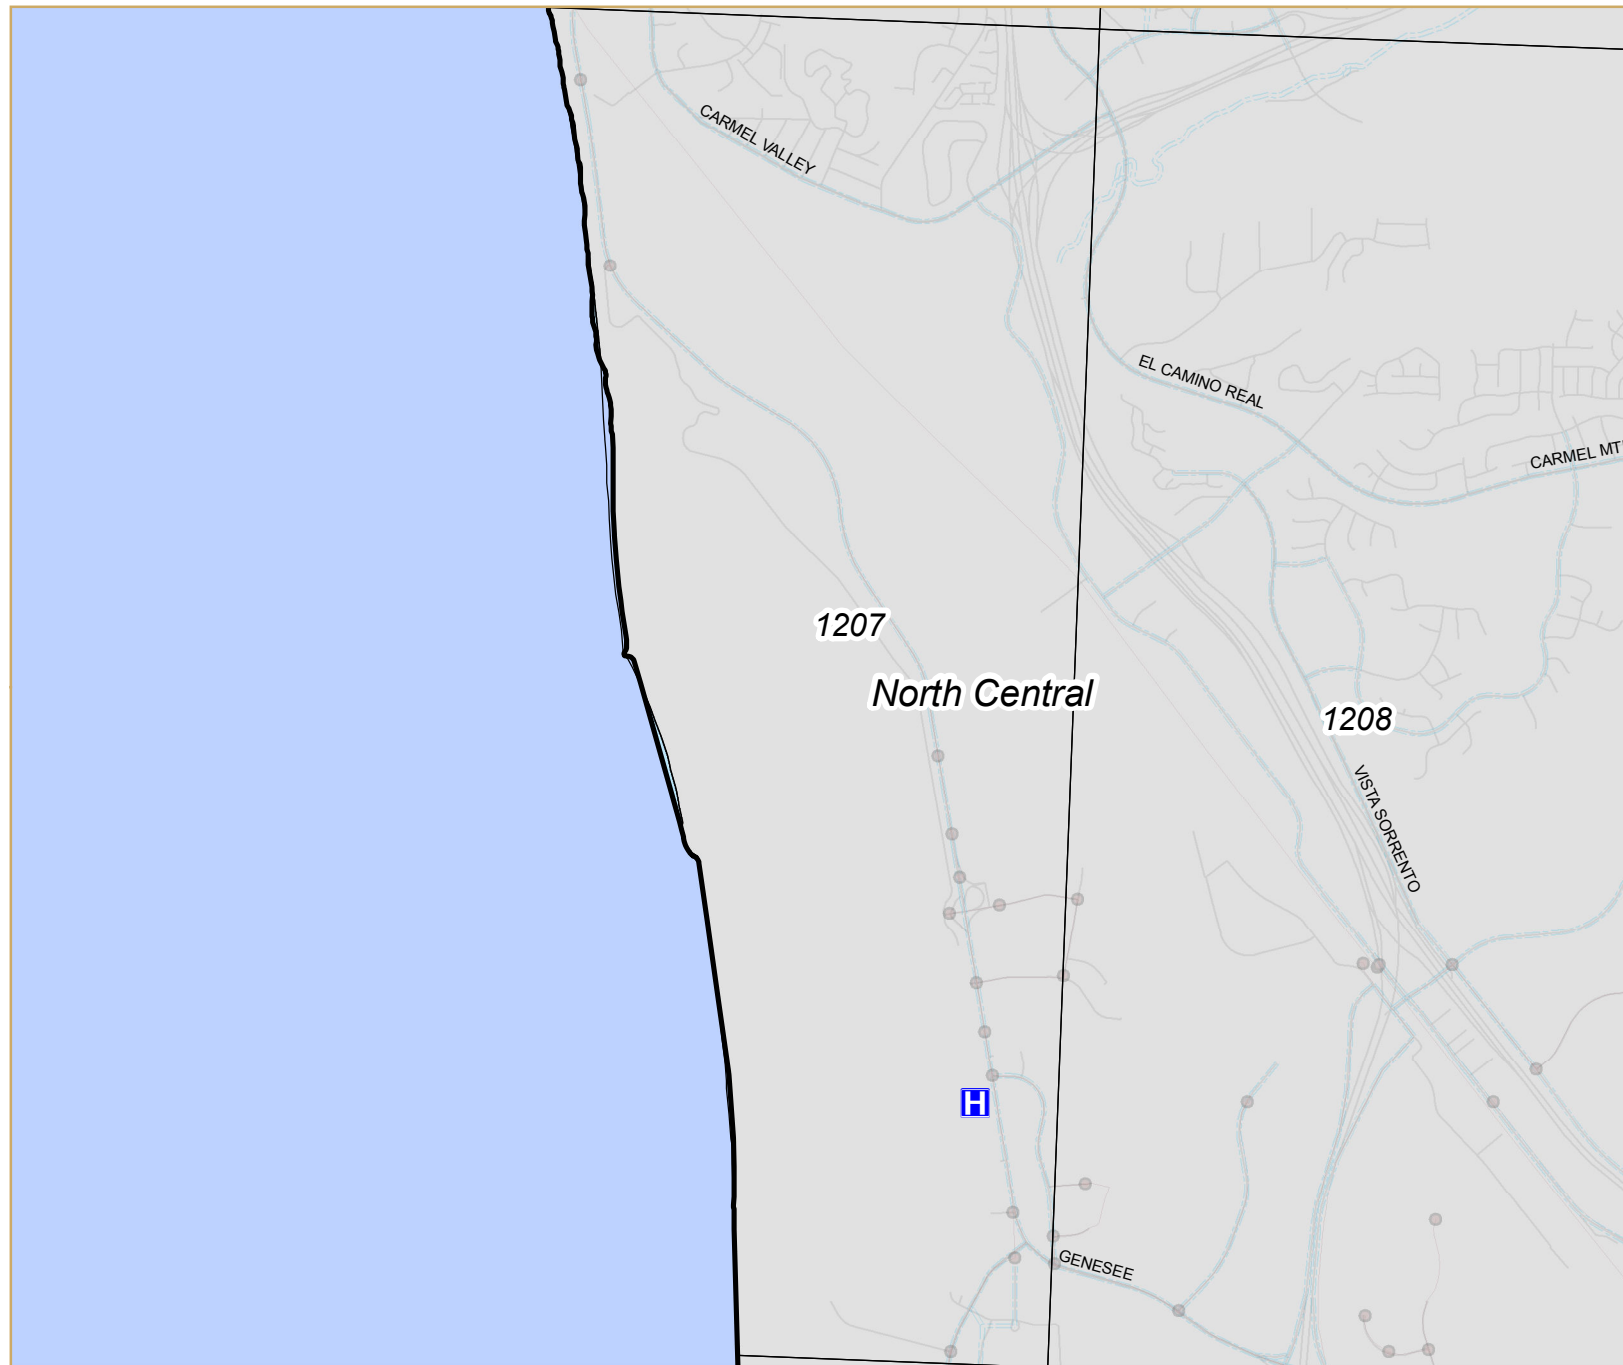 CARMEL VALLEY
EL CAMINO REAL
CARMEL MT
1207
North Central
1208
VISTA SORRENTO
H
GENESEE